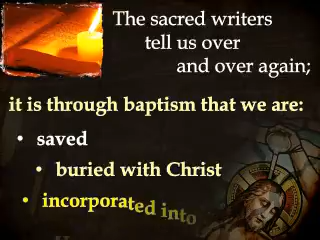 The sacred writers
tell us over
and over again;
it is through baptism that we are:
• saved
• buried with Christ
• incorporated into